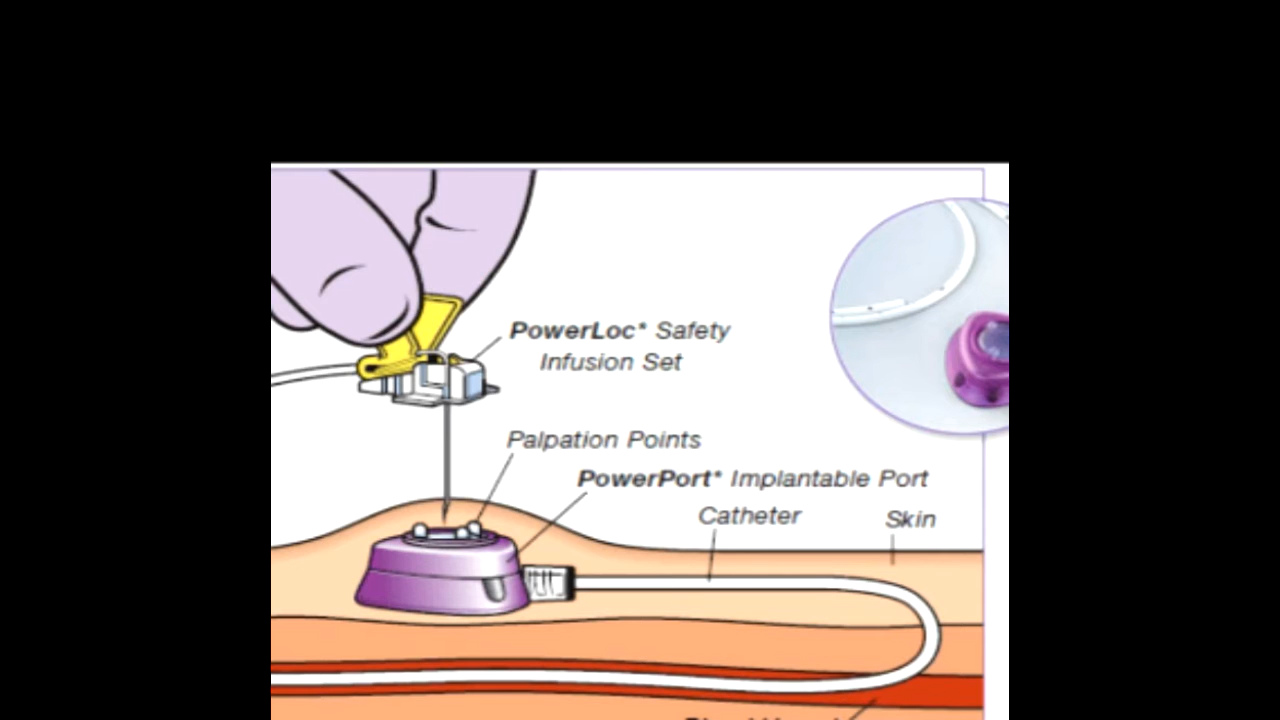 PowerLoc* Safety
Infusion Set
Palpation Points
PowerPort* Implantable Port
Catheter
Skin